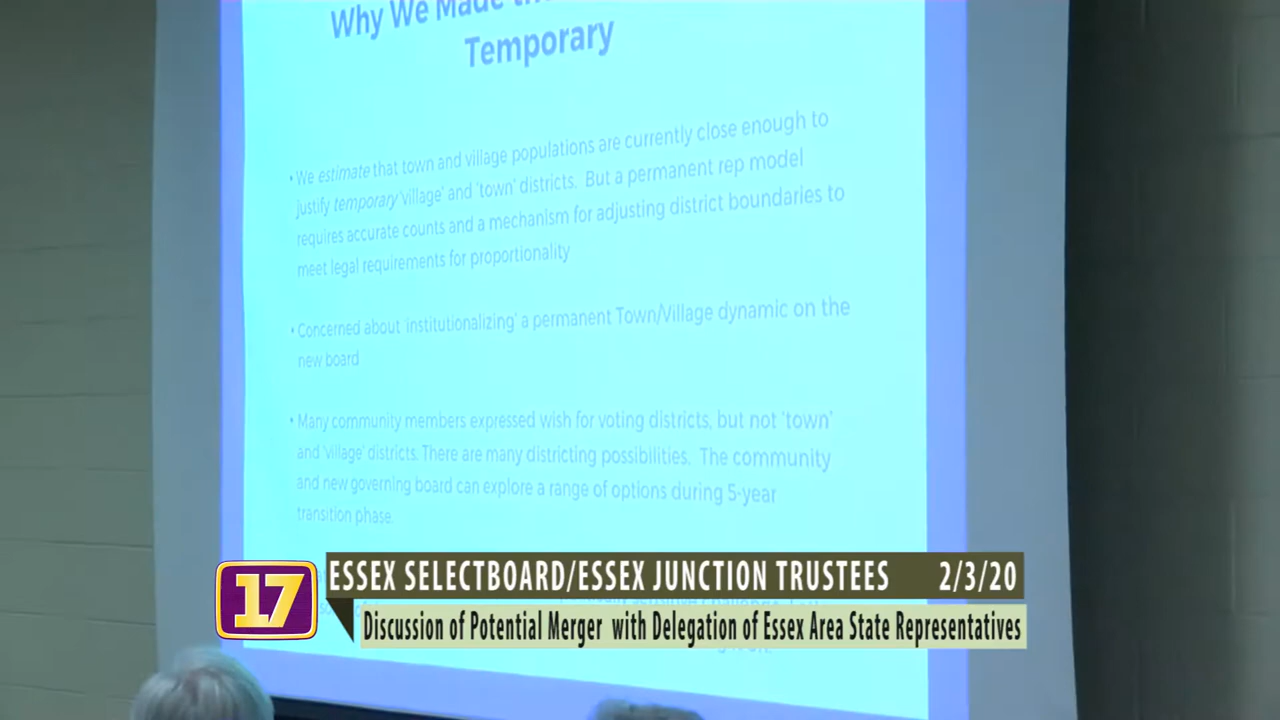 Why We Made
Temporary
• We estimate that town and village populations are currently close enough to
justify temporary 'village' and 'town' districts. But a permanent rep model
requires accurate counts and a mechanism for adjusting district boundaries to
meet legal requirements for proportionality
• Concerned about 'institutionalizing' a permanent Town/Village dynamic on the
new board
• Many community members expressed wish for voting districts, but not 'town'
and 'village' districts. There are many districting possibilities. The community
and new governing board can explore a range of options during 5-year
transition phase.
17
ESSEX SELECTBOARD/ESSEX JUNCTION TRUSTEES 2/3/20
Discussion of Potential Merger with Delegation of Essex Area State Representatives